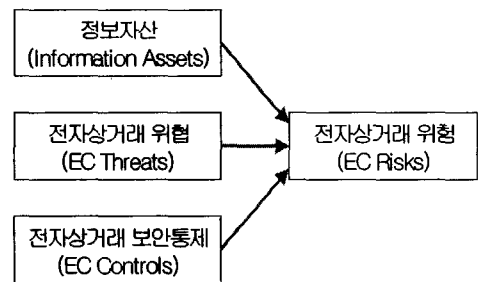 정보자산
(Information Assets)
전자상거래 위협
(EC Threats)
전자상거래 위험
(EC Risks)
전자상거래 보안통제
(EC Controls)